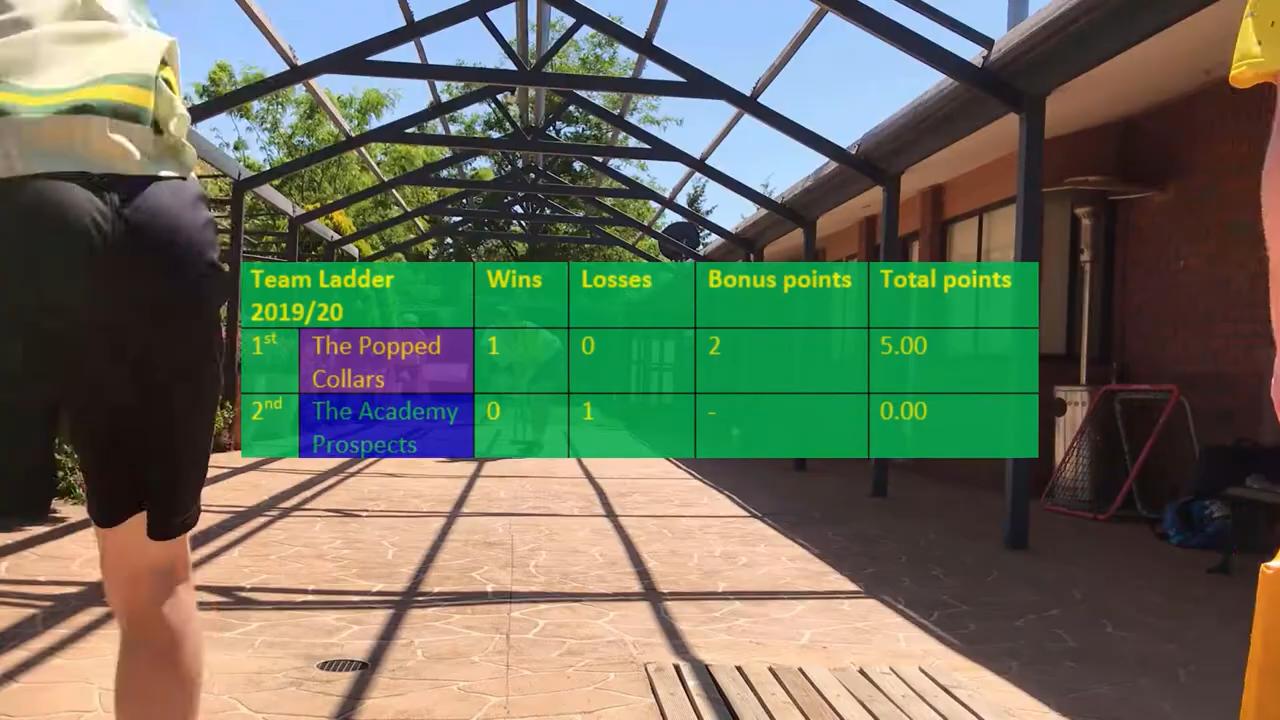 Team Ladder 2019/20 Wins Losses Bonus points Total points
1st The Popped Collars 1 0 2 5.00
2nd The Academy Prospects 0 1 - 0.00